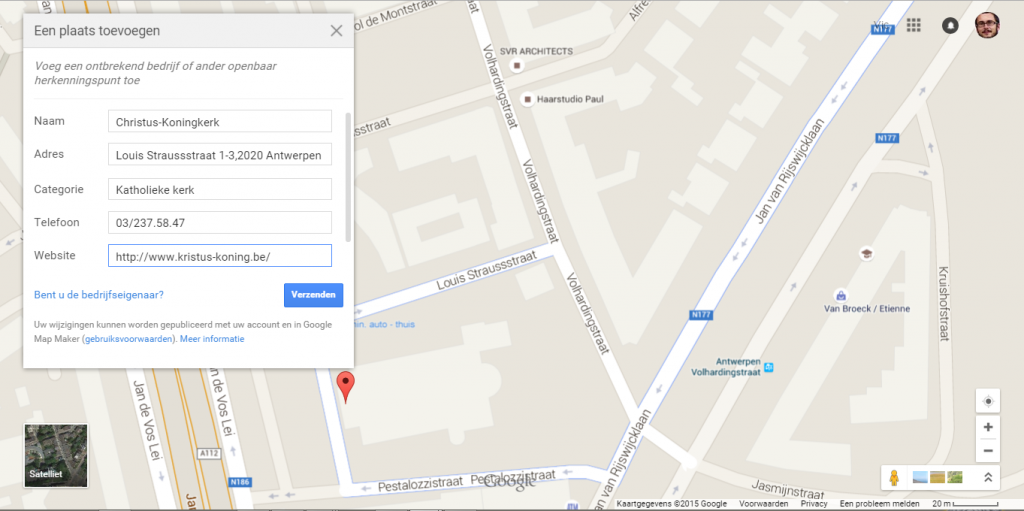 Een plaats toevoegen
Voeg een ontbrekend bedrijf of ander openbaar
herkenningspunt toe
Naam
Christus-Koningkerk
Adres
Louis Straussstraat 1-3,2020 Antwerpen
Categorie
Katholieke kerk
Telefoon
03/237.58.47
Website
http://www.kristus-koning.be/
Bent u de bedrijfseigenaar?
Verzenden
Uw wijzigingen kunnen worden gepubliceerd met uw account en in Google
Map Maker (gebruiksvoorwaarden). Meer informatie
ol de Montstraat
Alfre
N177
SVR ARCHITECTS
Haarstudio Paul
sstraat
Volhardingstraat
Volhardingstraat
Volhardingstraat
Volhardingstraat
N177
Jan van Rijswijcklaan
Louis Straussstraat
Kruishofstraat
Van Broeck / Etienne
N177
nin. auto - thuis
Antwerpen
Volhardingstraat
Jan de Vos Lei
Jan de Vos Lei
Jan
Jan van Rijswijcklaan
A112
Satelliet
N186
Pestalozzistraat
Pestalozzistraat
Google
Jasmijnstraat
Kaartgegevens ©2015 Google
Voorwaarden
Privacy
Een probleem melden
20 m